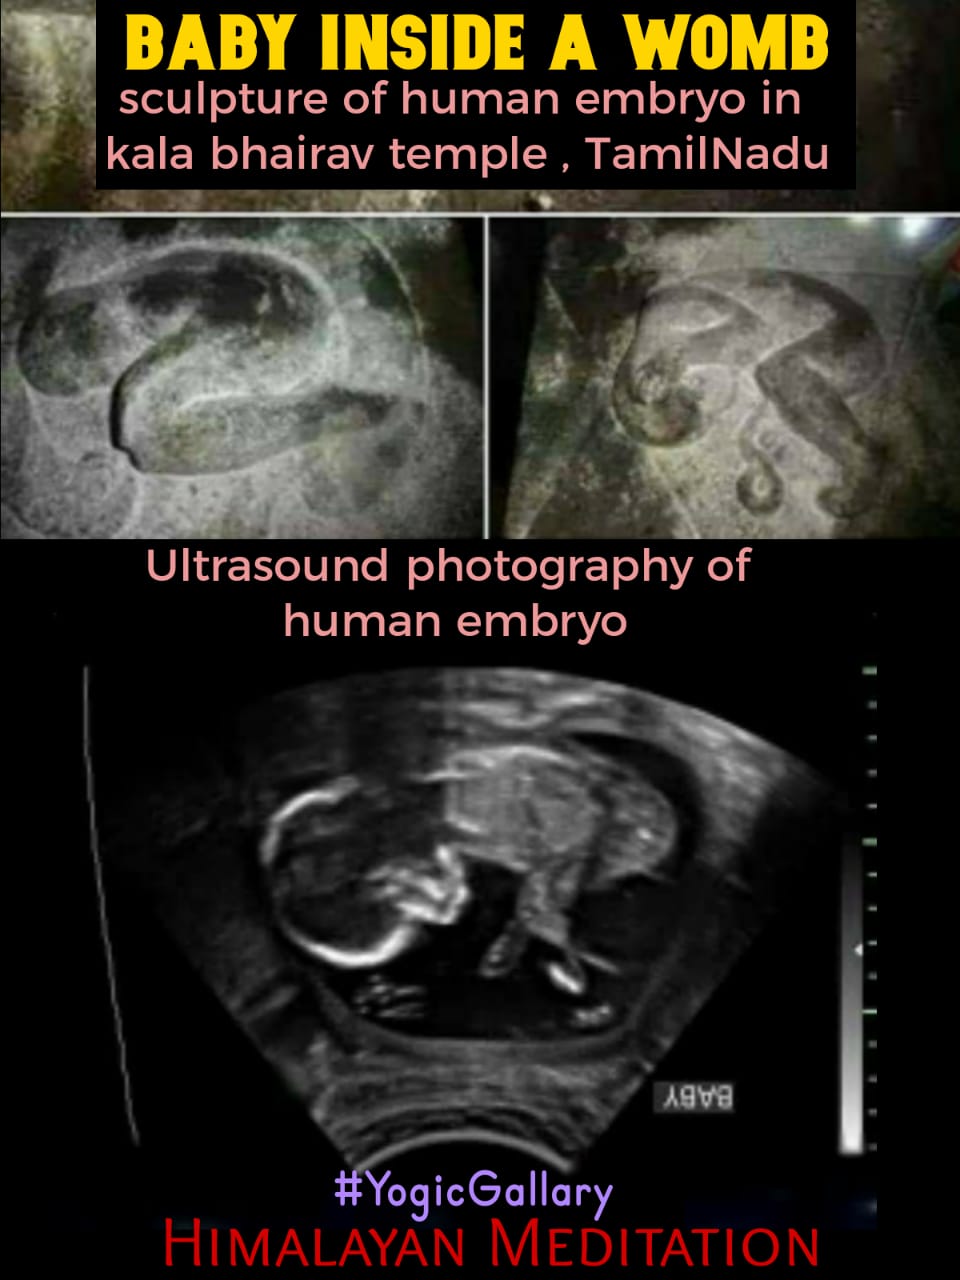 BABY INSIDE A WOMB
sculpture of human embryo in
kala bhairav temple , TamilNadu
Ultrasound photography of
human embryo
BABY
#YogicGallary
HIMALAYAN MEDITATION